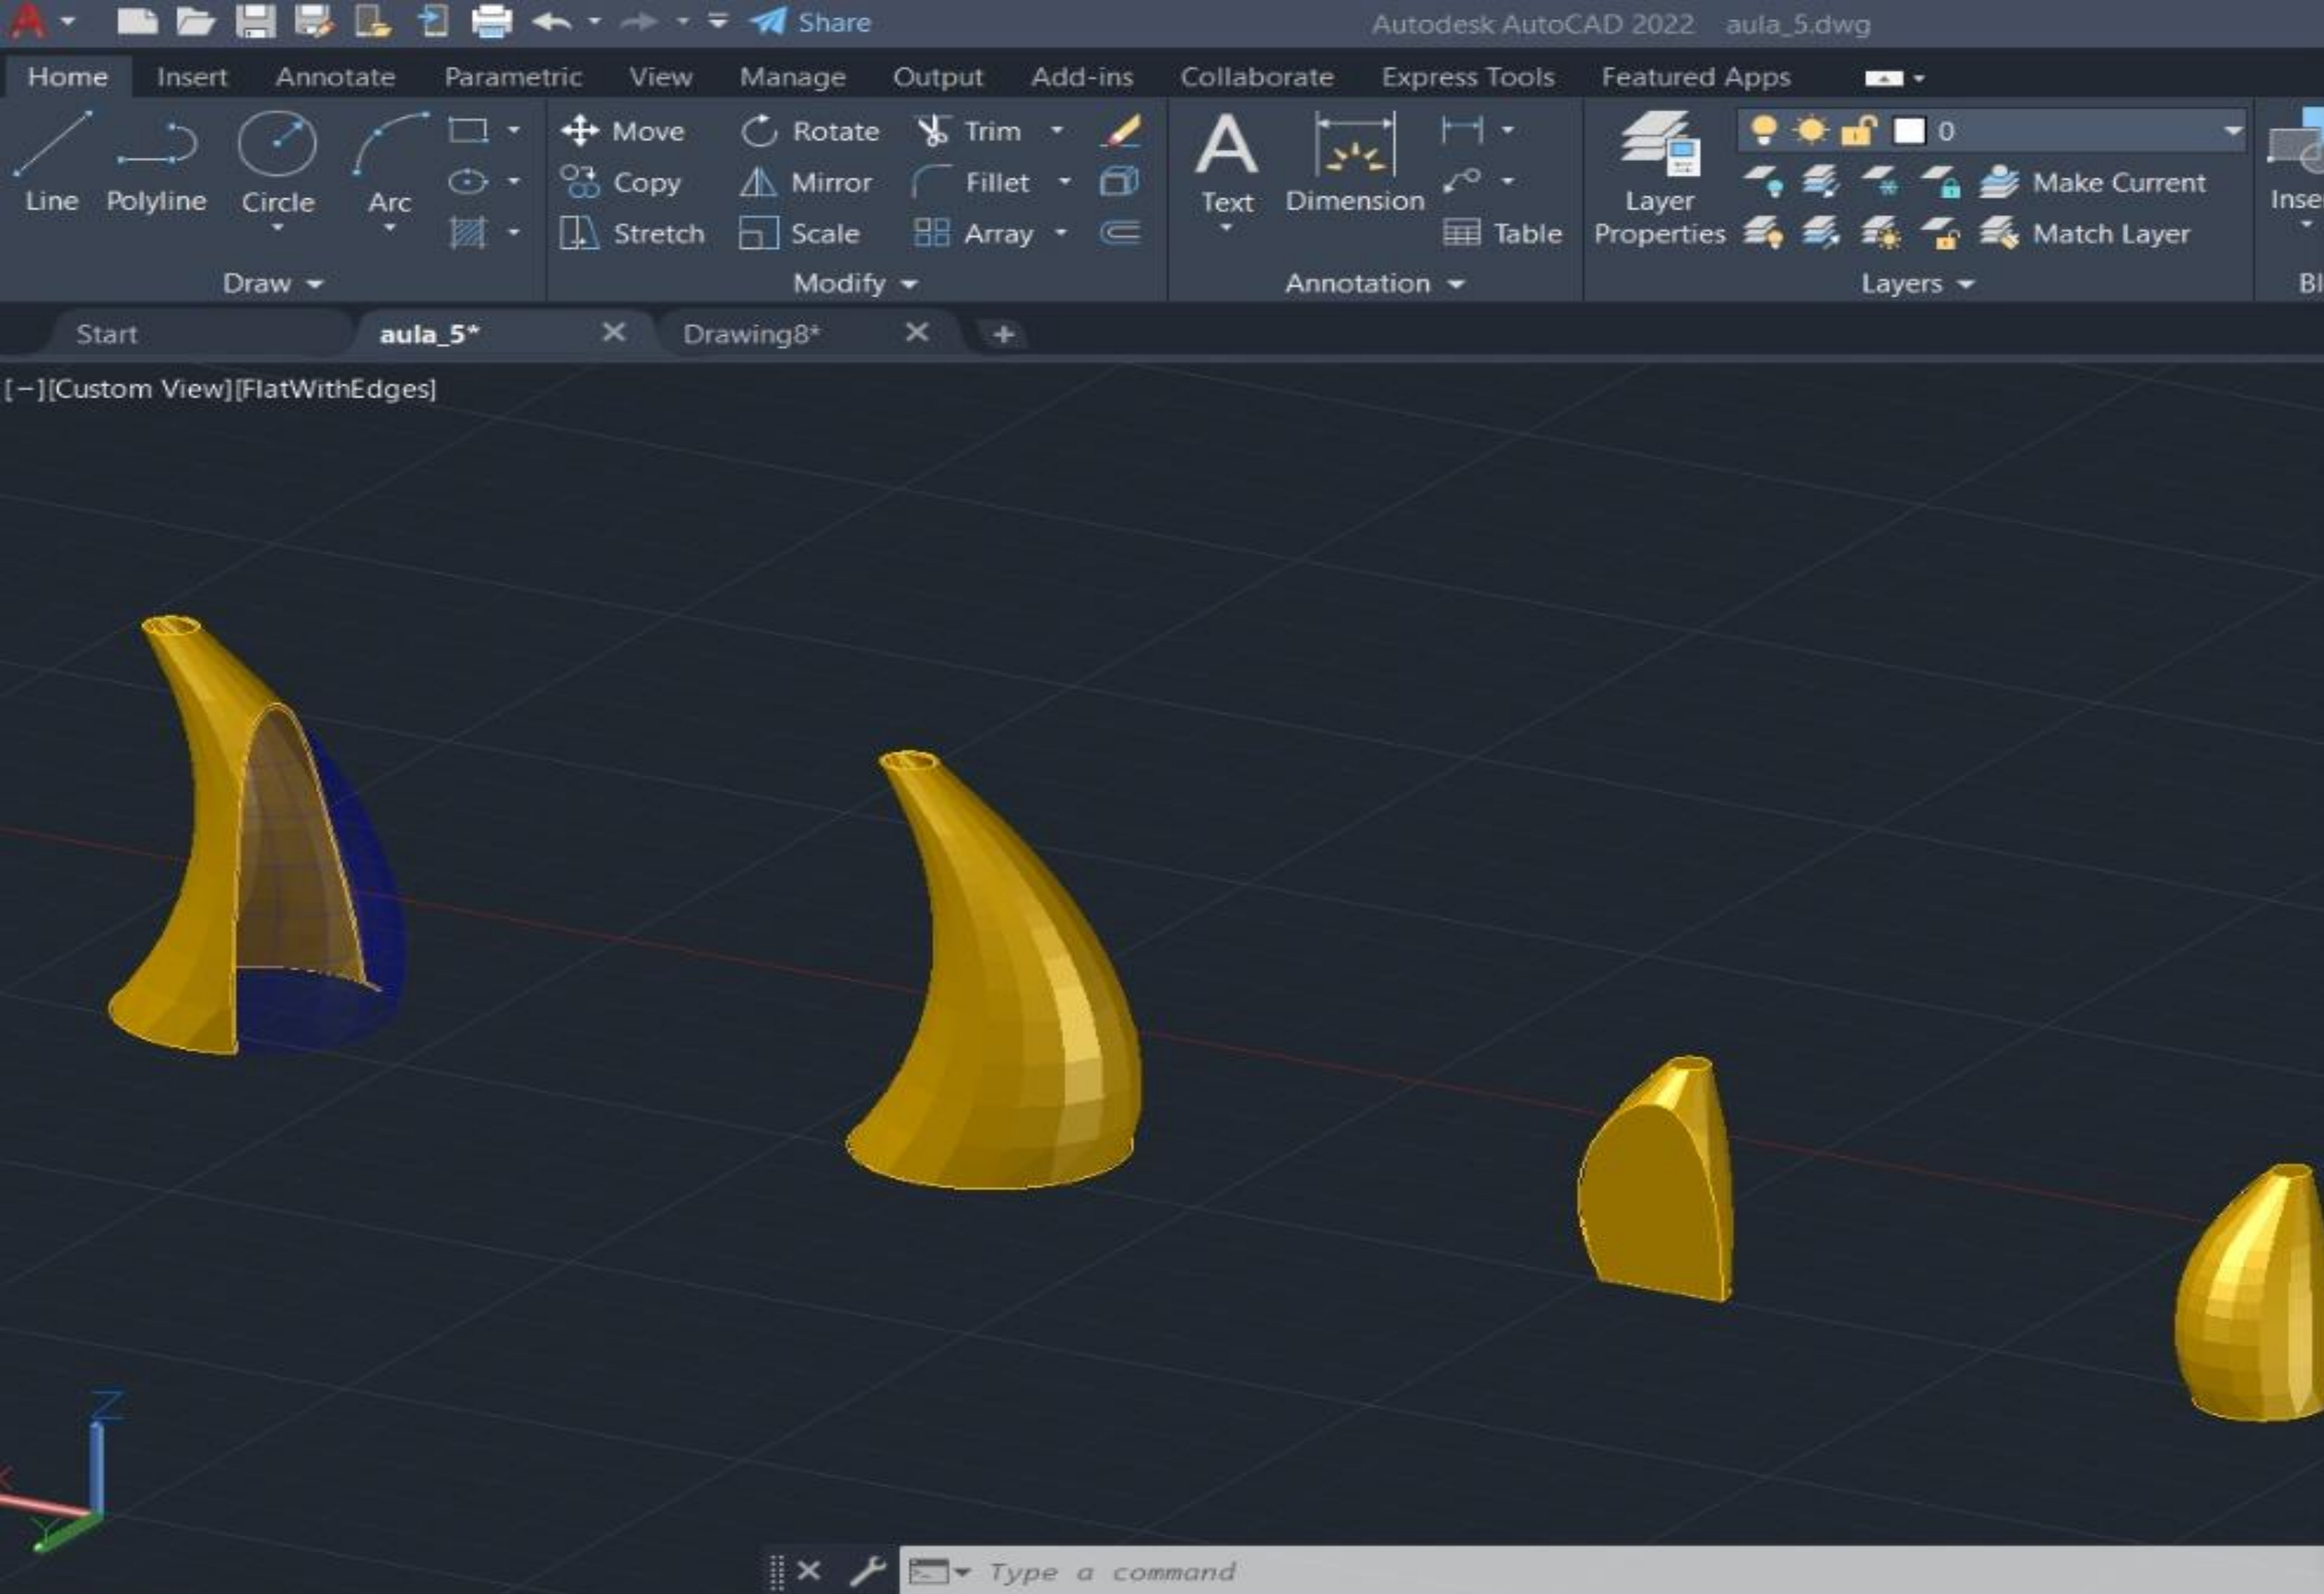 Share Autodesk AutoCAD 2022 aula_5.dwg
Home Insert Annotate Parametric View Manage Output Add-ins Collaborate Express Tools Featured Apps
Move Rotate Trim 0
Copy Mirror Fillet Make Current
Line Polyline Circle Arc Text Dimension Layer
Stretch Scale Array Table Properties Match Layer
Draw Modify Annotation Layers
Start aula_5* Drawing8* +
[−][Custom View][FlatWithEdges]
Z
X
Y
Type a command